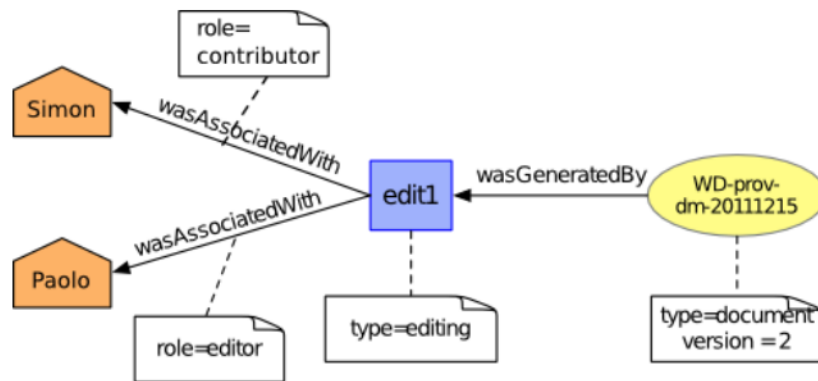 role=
contributor
Simon
wasAssociatedWith
edit1
wasGeneratedBy
WD-prov-
dm-20111215
wasAssociatedWith
Paolo
role=editor
type=editing
type=document
version =2